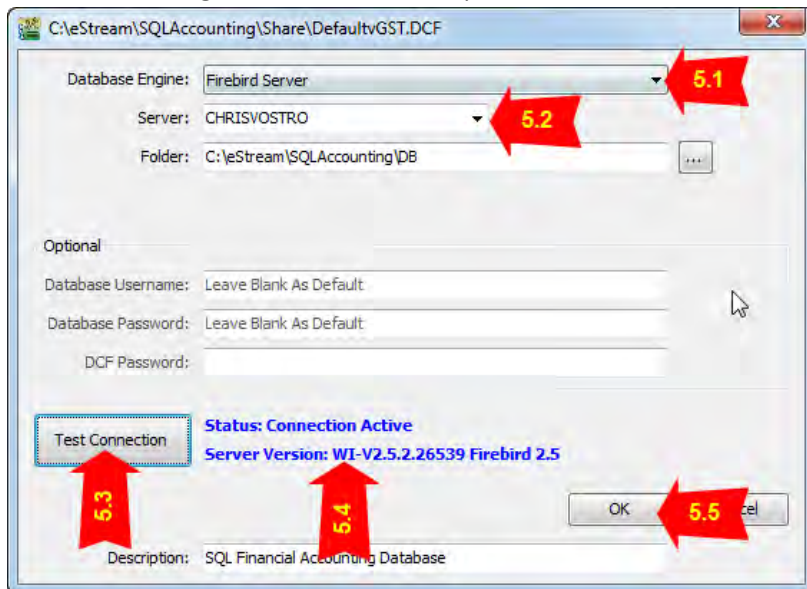 C:\eStream\SQLAccounting\Share\DefaultvGST.DCF
Database Engine: Firebird Server 5.1
Server: CHRISVOSTRO 5.2
Folder: C:\eStream\SQLAccounting\DB ...
Optional
Database Username: Leave Blank As Default
Database Password: Leave Blank As Default
DCF Password:
Test Connection
Status: Connection Active
Server Version: WI-V2.5.2.26539 Firebird 2.5
5.3
5.4
OK 5.5
Description: SQL Financial Accounting Database